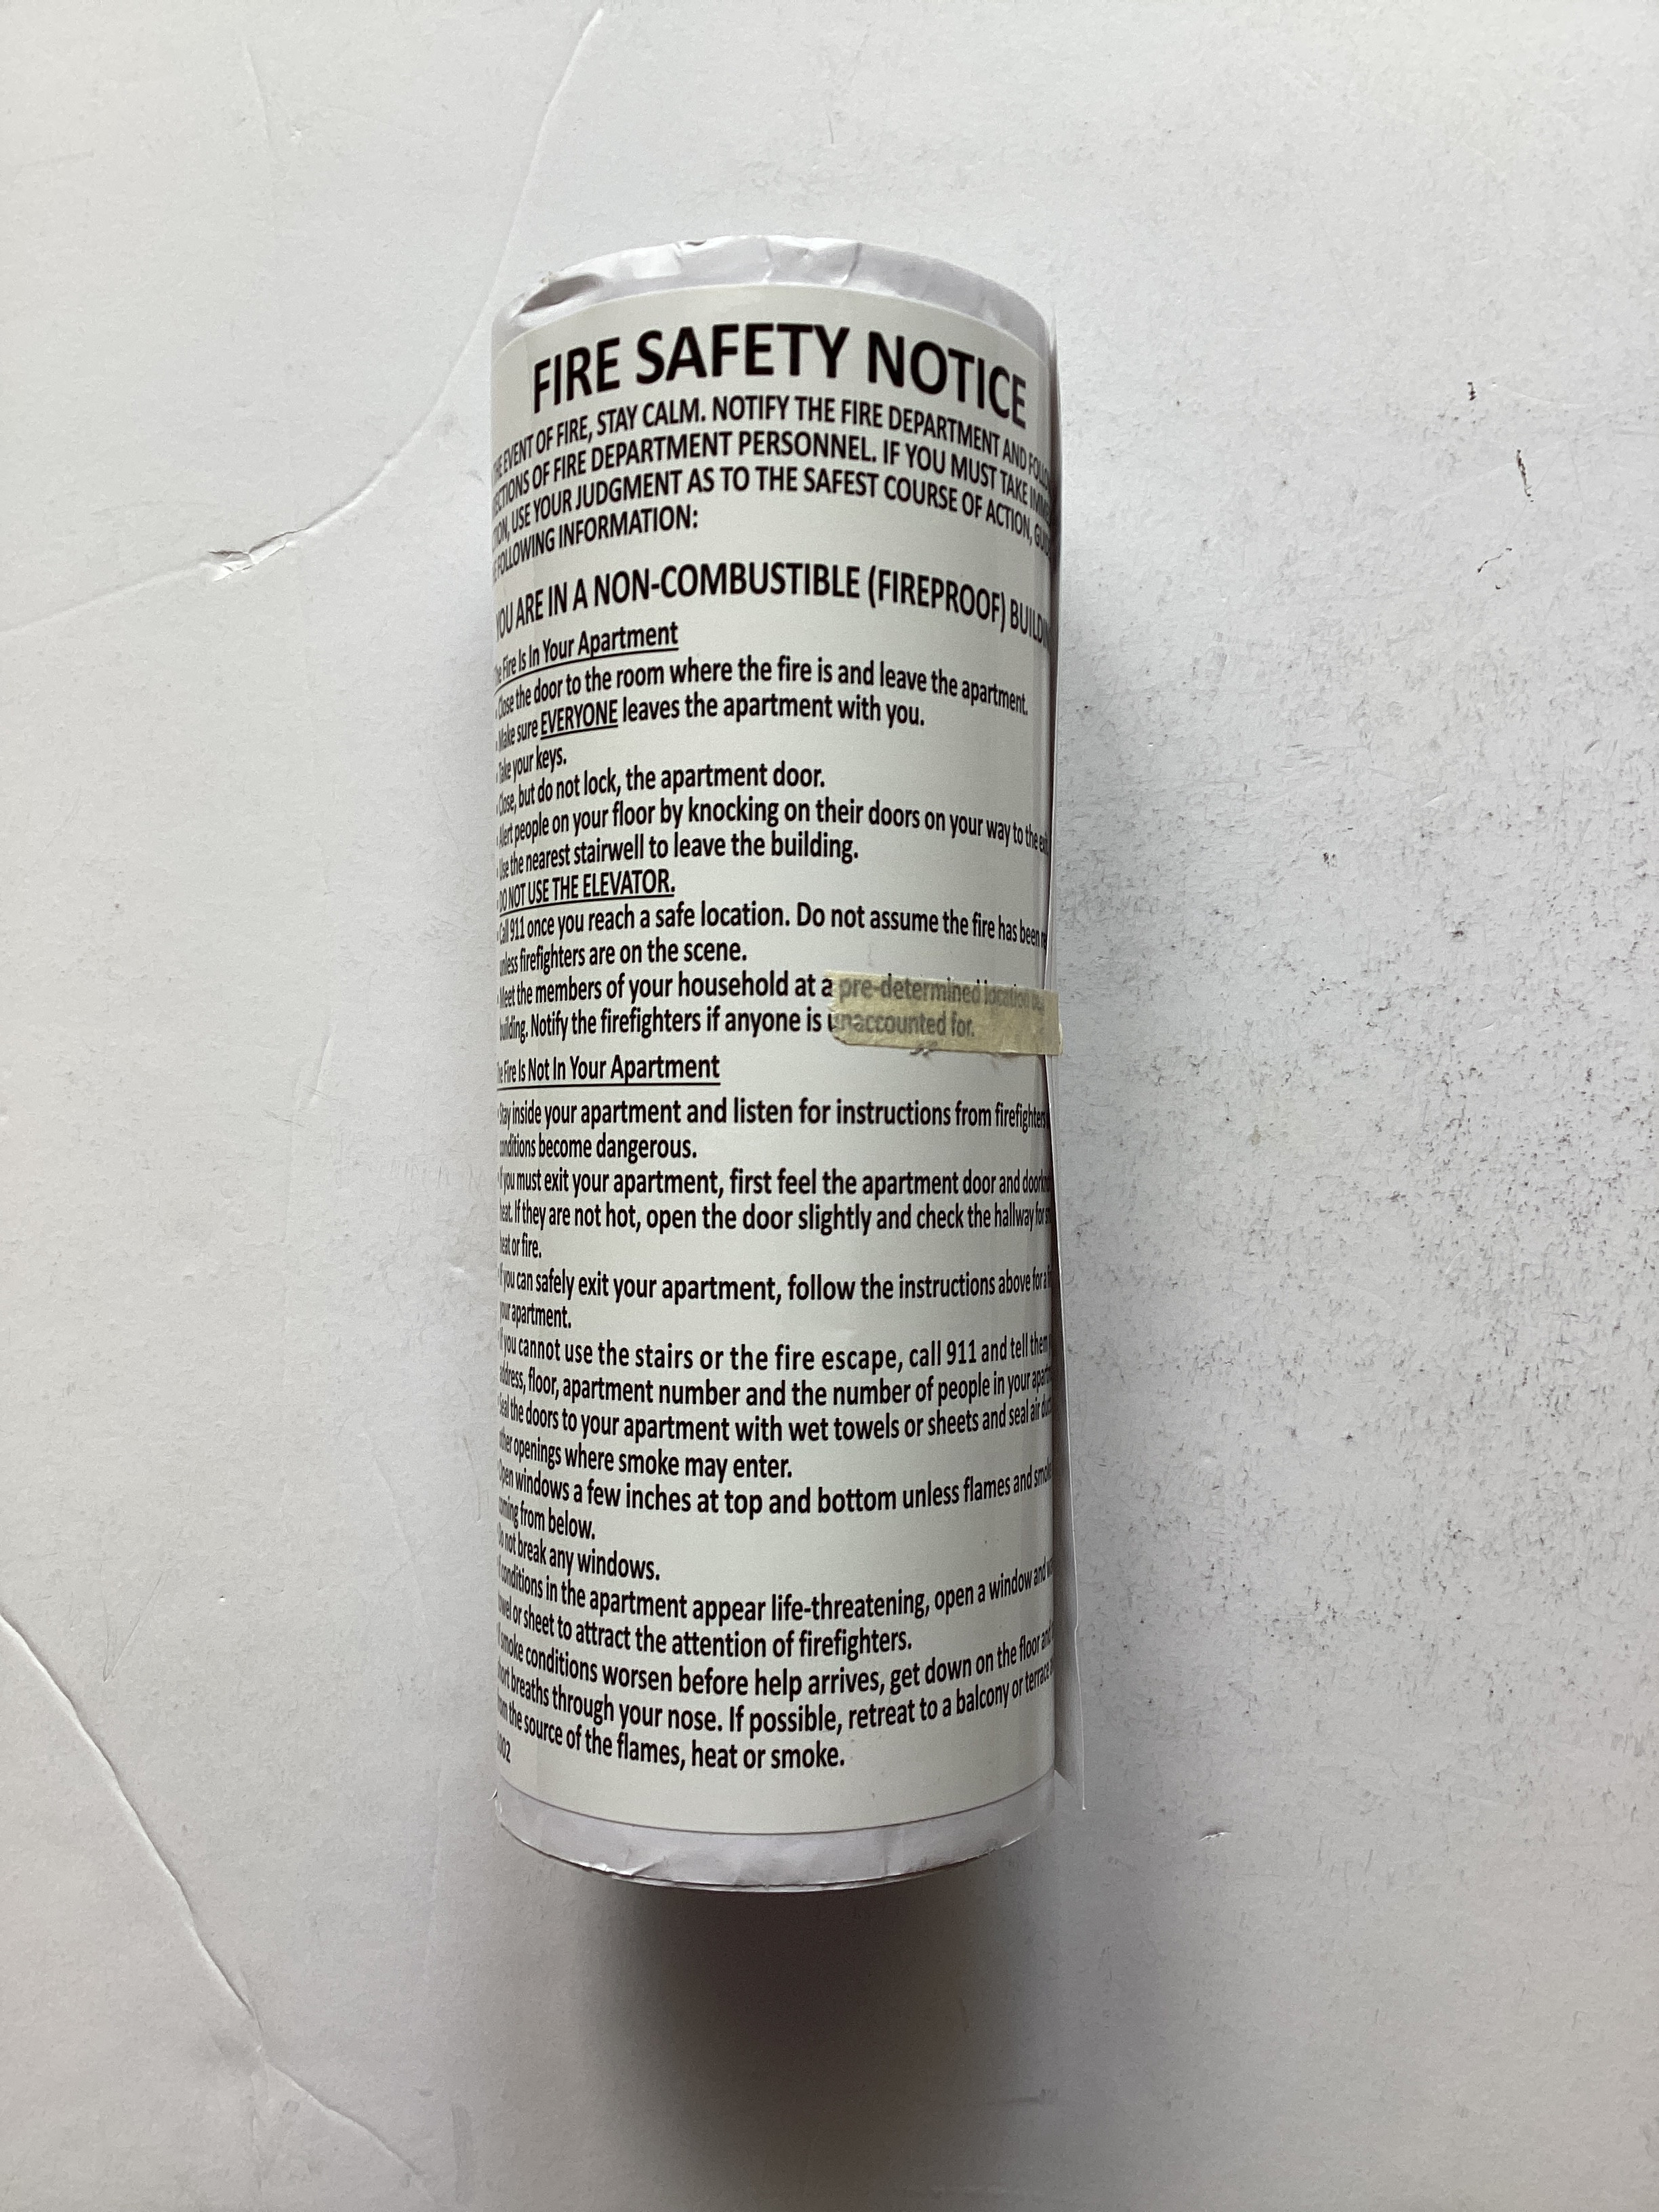 FIRE SAFETY NOTICE
EVENT OF FIRE, STAY CALM. NOTIFY THE FIRE DEPARTMENT AND
OF FIRE DEPARTMENT PERSONNEL. IF YOU MUST TAKE
USE YOUR JUDGMENT AS TO THE SAFEST COURSE OF ACTION,
FOLLOWING INFORMATION:
YOU ARE IN A NON-COMBUSTIBLE (FIREPROOF)
Fire Is In Your Apartment
Close the door to the room where the fire is and leave the apartment.
Make sure EVERYONE leaves the apartment with you.
Take your keys.
Close, but do not lock, the apartment door.
Alert people on your floor by knocking on their doors on your way to the
Use the nearest stairwell to leave the building.
DO NOT USE THE ELEVATOR.
Call 911 once you reach a safe location. Do not assume the fire has been
unless firefighters are on the scene.
Meet the members of your household at a pre-determined location
building. Notify the firefighters if anyone is unaccounted for.
Fire Is Not In Your Apartment
Stay inside your apartment and listen for instructions from firefighters
conditions become dangerous.
If you must exit your apartment, first feel the apartment door and
heat. If they are not hot, open the door slightly and check the hallway for
heat or fire.
If you can safely exit your apartment, follow the instructions above for a
your apartment.
If you cannot use the stairs or the fire escape, call 911 and tell them
address, floor, apartment number and the number of people in your
Seal the doors to your apartment with wet towels or sheets and seal air
other openings where smoke may enter.
Open windows a few inches at top and bottom unless flames and
coming from below.
Do not break any windows.
If conditions in the apartment appear life-threatening, open a window and
towel or sheet to attract the attention of firefighters.
If smoke conditions worsen before help arrives, get down on the floor and
short breaths through your nose. If possible, retreat to a balcony or terrace
from the source of the flames, heat or smoke.